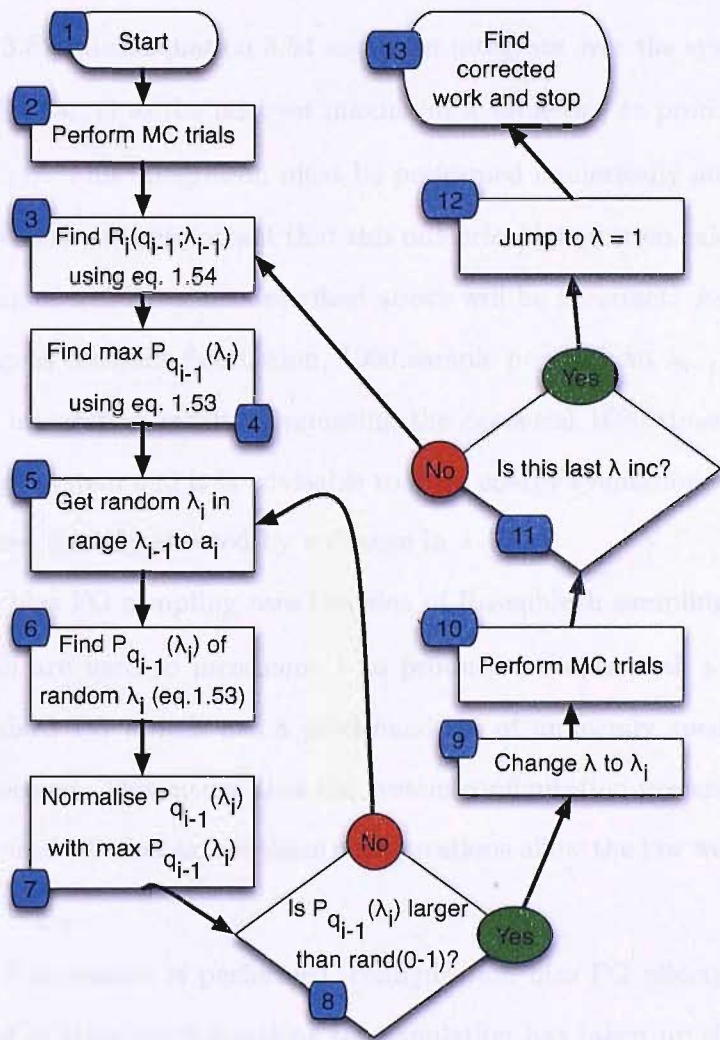 1
Start
2
Perform MC trials
3
Find R_i(q_{i-1};λ_{i-1})
using eq. 1.54
Find max P_{q_{i-1}}(λ_i)
using eq. 1.53
4
5
Get random λ_i in
range λ_{i-1} to a_i
6
Find P_{q_{i-1}}(λ_i) of
random λ_i (eq.1.53)
Normalise P_{q_{i-1}}(λ_i)
with max P_{q_{i-1}}(λ_i)
7
No
Is P_{q_{i-1}}(λ_i) larger
than rand(0-1)?
8
Yes
9
Change λ to λ_i
10
Perform MC trials
11
Is this last λ inc?
No
Yes
12
Jump to λ = 1
13
Find
corrected
work and stop